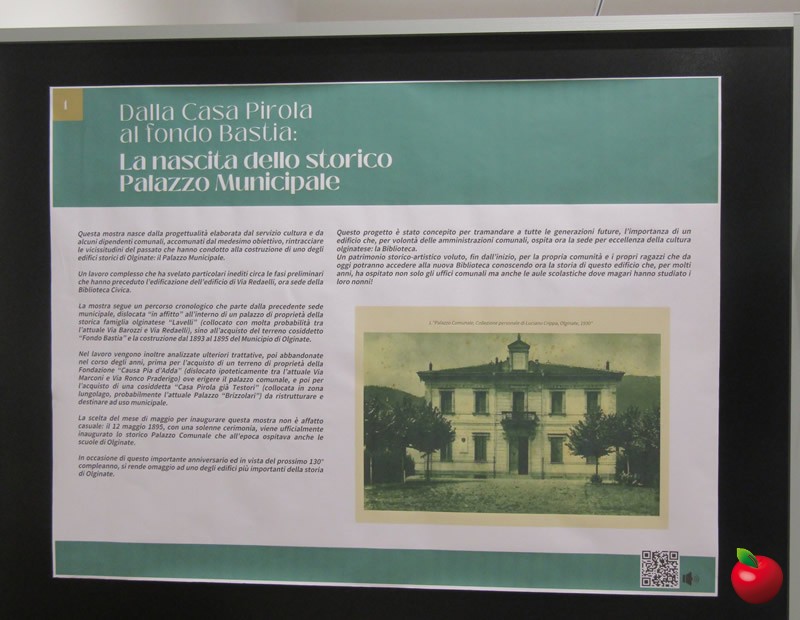 1
Dalla Casa Pirola
al fondo Bastia:
La nascita dello storico
Palazzo Municipale
Questa mostra nasce dalla progettualità elaborata dal servizio cultura e da
alcuni dipendenti comunali, accomunati dal medesimo obiettivo, rintracciare
le vicissitudini del passato che hanno condotto alla costruzione di uno degli
edifici storici di Olginate: il Palazzo Municipale.
Un lavoro complesso che ha svelato particolari inediti circa le fasi preliminari
che hanno preceduto l'edificazione dell'edificio di Via Redaelli, ora sede della
Biblioteca Civica.
La mostra segue un percorso cronologico che parte dalla precedente sede
municipale, dislocata "in affitto" all'interno di un palazzo di proprietà della
storica famiglia olginatese "Lavelli" (collocato con molta probabilità tra
l'attuale Via Barozzi e Via Redaelli), sino all'acquisto del terreno cosiddetto
"Fondo Bastia" e la costruzione dal 1893 al 1895 del Municipio di Olginate.
Nel lavoro vengono inoltre analizzate ulteriori trattative, poi abbandonate
nel corso degli anni, prima per l'acquisto di un terreno di proprietà della
Fondazione "Causa Pia d'Adda" (dislocato ipoteticamente tra l'attuale Via
Marconi e Via Ronco Praderigo) ove erigere il palazzo comunale, e poi per
l'acquisto di una cosiddetta "Casa Pirola già Testori" (collocata in zona
lungolago, probabilmente l'attuale Palazzo "Brizzolari") da ristrutturare e
destinare ad uso municipale.
La scelta del mese di maggio per inaugurare questa mostra non è affatto
casuale: il 12 maggio 1895, con una solenne cerimonia, viene ufficialmente
inaugurato lo storico Palazzo Comunale che all'epoca ospitava anche le
scuole di Olginate.
In occasione di questo importante anniversario ed in vista del prossimo 130°
compleanno, si rende omaggio ad uno degli edifici più importanti della storia
di Olginate.
Questo progetto è stato concepito per tramandare a tutte le generazioni future, l'importanza di un
edificio che, per volontà delle amministrazioni comunali, ospita ora la sede per eccellenza della cultura
olginatese: la Biblioteca.
Un patrimonio storico-artistico voluto, fin dall'inizio, per la propria comunità e i propri ragazzi che da
oggi potranno accedere alla nuova Biblioteca conoscendo ora la storia di questo edificio che, per molti
anni, ha ospitato non solo gli uffici comunali ma anche le aule scolastiche dove magari hanno studiato i
loro nonni!
"Palazzo Comunale. Collezione personale di Luciano Crippa, Olginate,